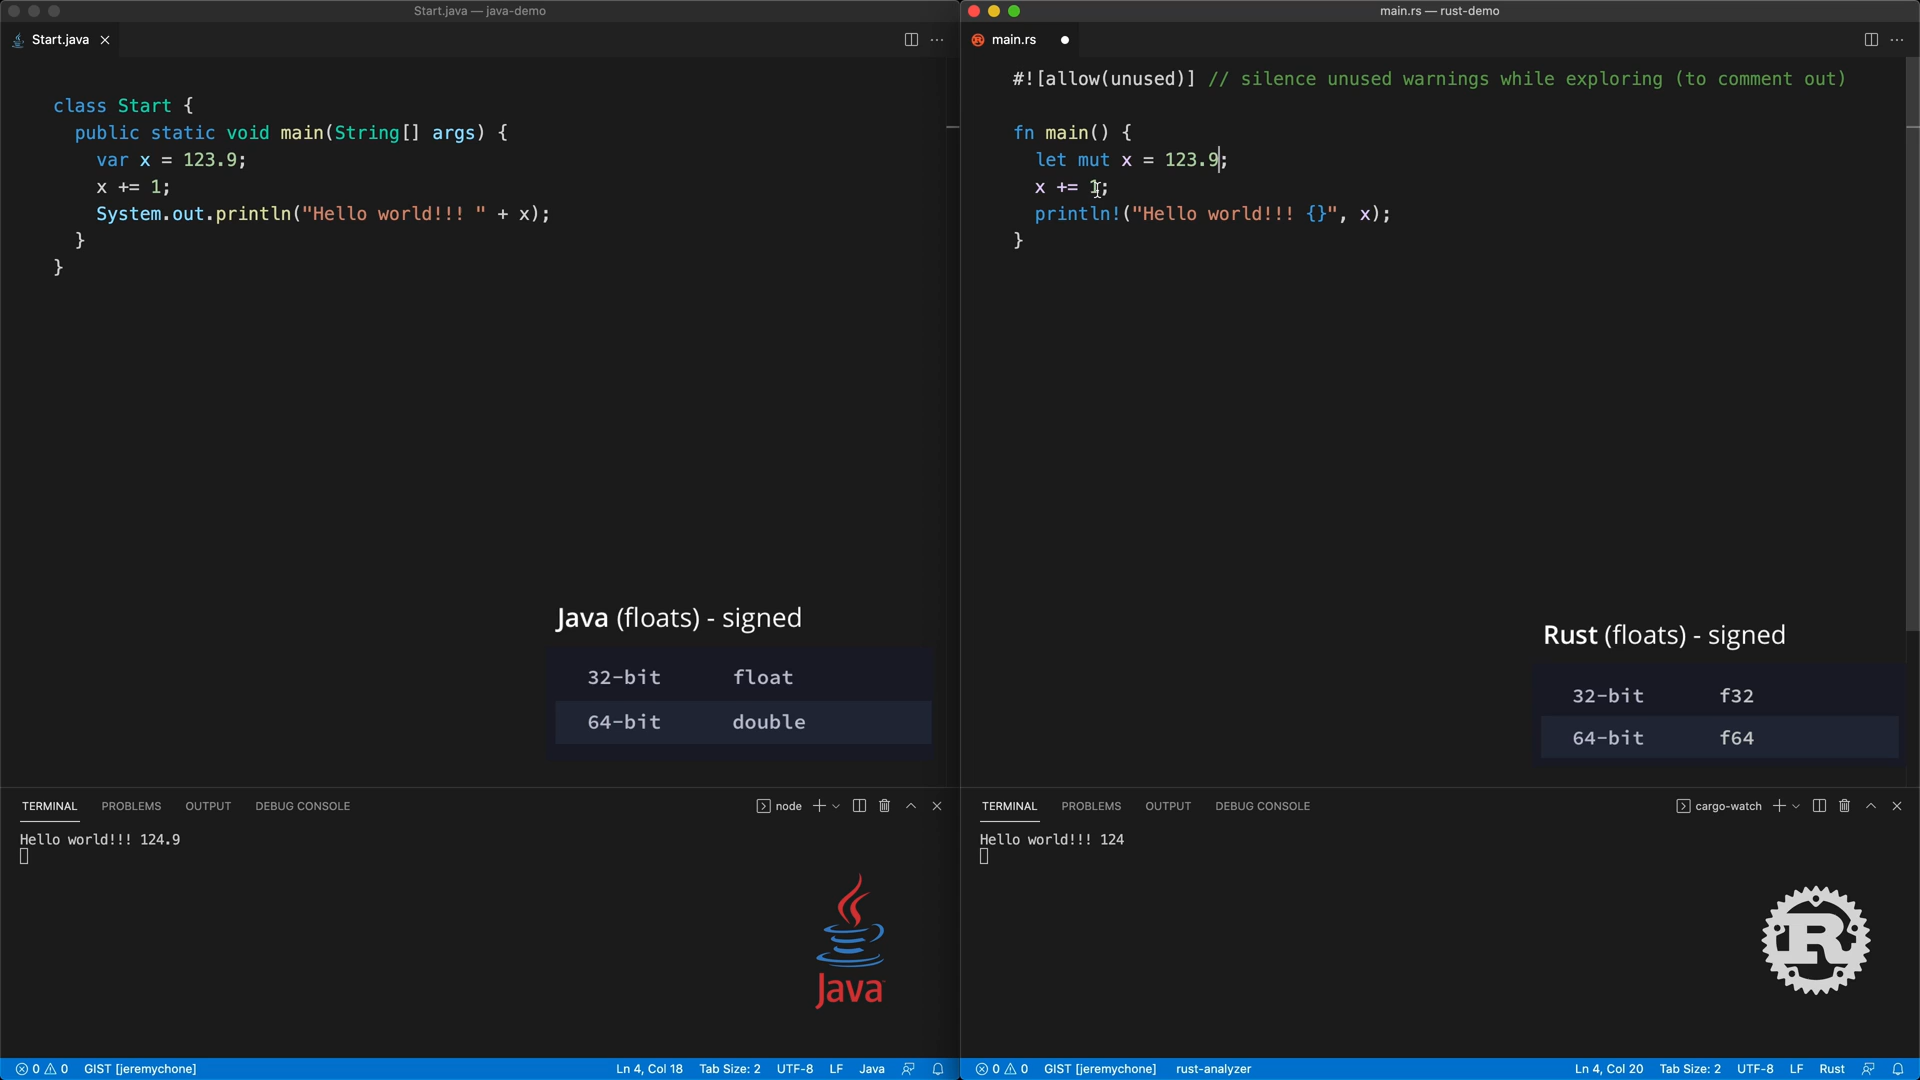 Start.java — java-demo
Start.java
class Start {
public static void main(String[] args) {
var x = 123.9;
x += 1;
System.out.println("Hello world!!! " + x);
}
}
Java (floats) - signed
32-bit float
64-bit double
TERMINAL PROBLEMS OUTPUT DEBUG CONSOLE node
Hello world!!! 124.9
Java
0 0 GIST [jeremychone] Ln 4, Col 18 Tab Size: 2 UTF-8 LF Java
main.rs — rust-demo
main.rs
#![allow(unused)] // silence unused warnings while exploring (to comment out)
fn main() {
let mut x = 123.9;
x += 1;
println!("Hello world!!! {}", x);
}
Rust (floats) - signed
32-bit f32
64-bit f64
TERMINAL PROBLEMS OUTPUT DEBUG CONSOLE cargo-watch
Hello world!!! 124
R
0 0 GIST [jeremychone] rust-analyzer Ln 4, Col 20 Tab Size: 2 UTF-8 LF Rust